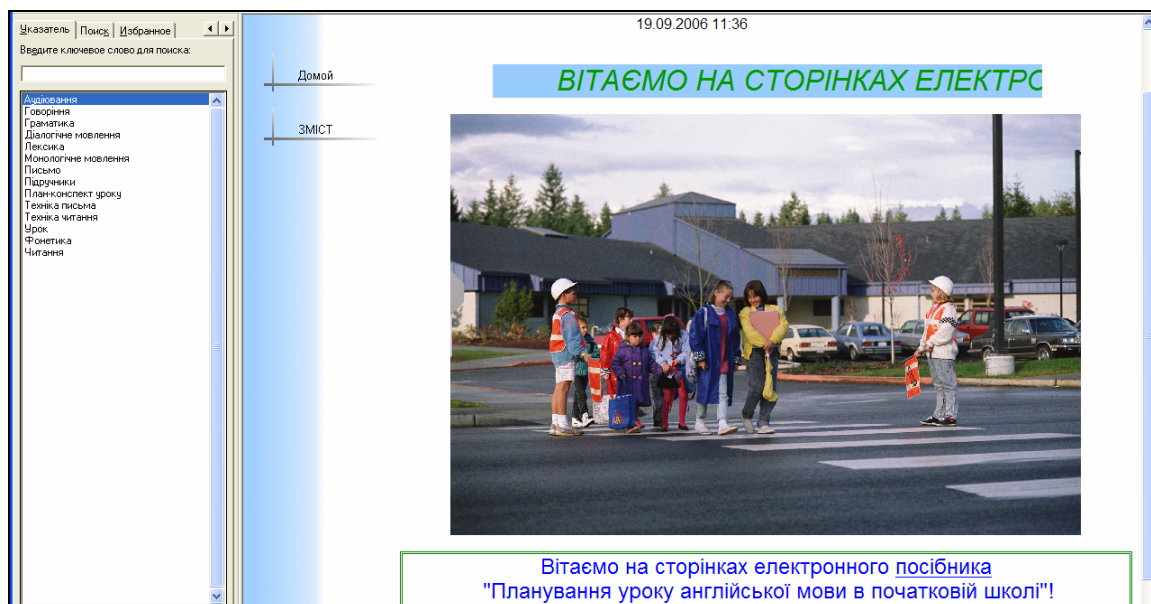 Указатель
Поиск
Избранное
Введите ключевое слово для поиска:
Аудіювання
Говоріння
Граматика
Діалогічне мовлення
Лексика
Монологічне мовлення
Письмо
Підручники
План-конспект уроку
Техніка письма
Техніка читання
Урок
Фонетика
Читання
19.09.2006 11:36
Домой
ЗМІСТ
ВІТАЄМО НА СТОРІНКАХ ЕЛЕКТРО
Вітаємо на сторінках електронного посібника
"Планування уроку англійської мови в початковій школі"!